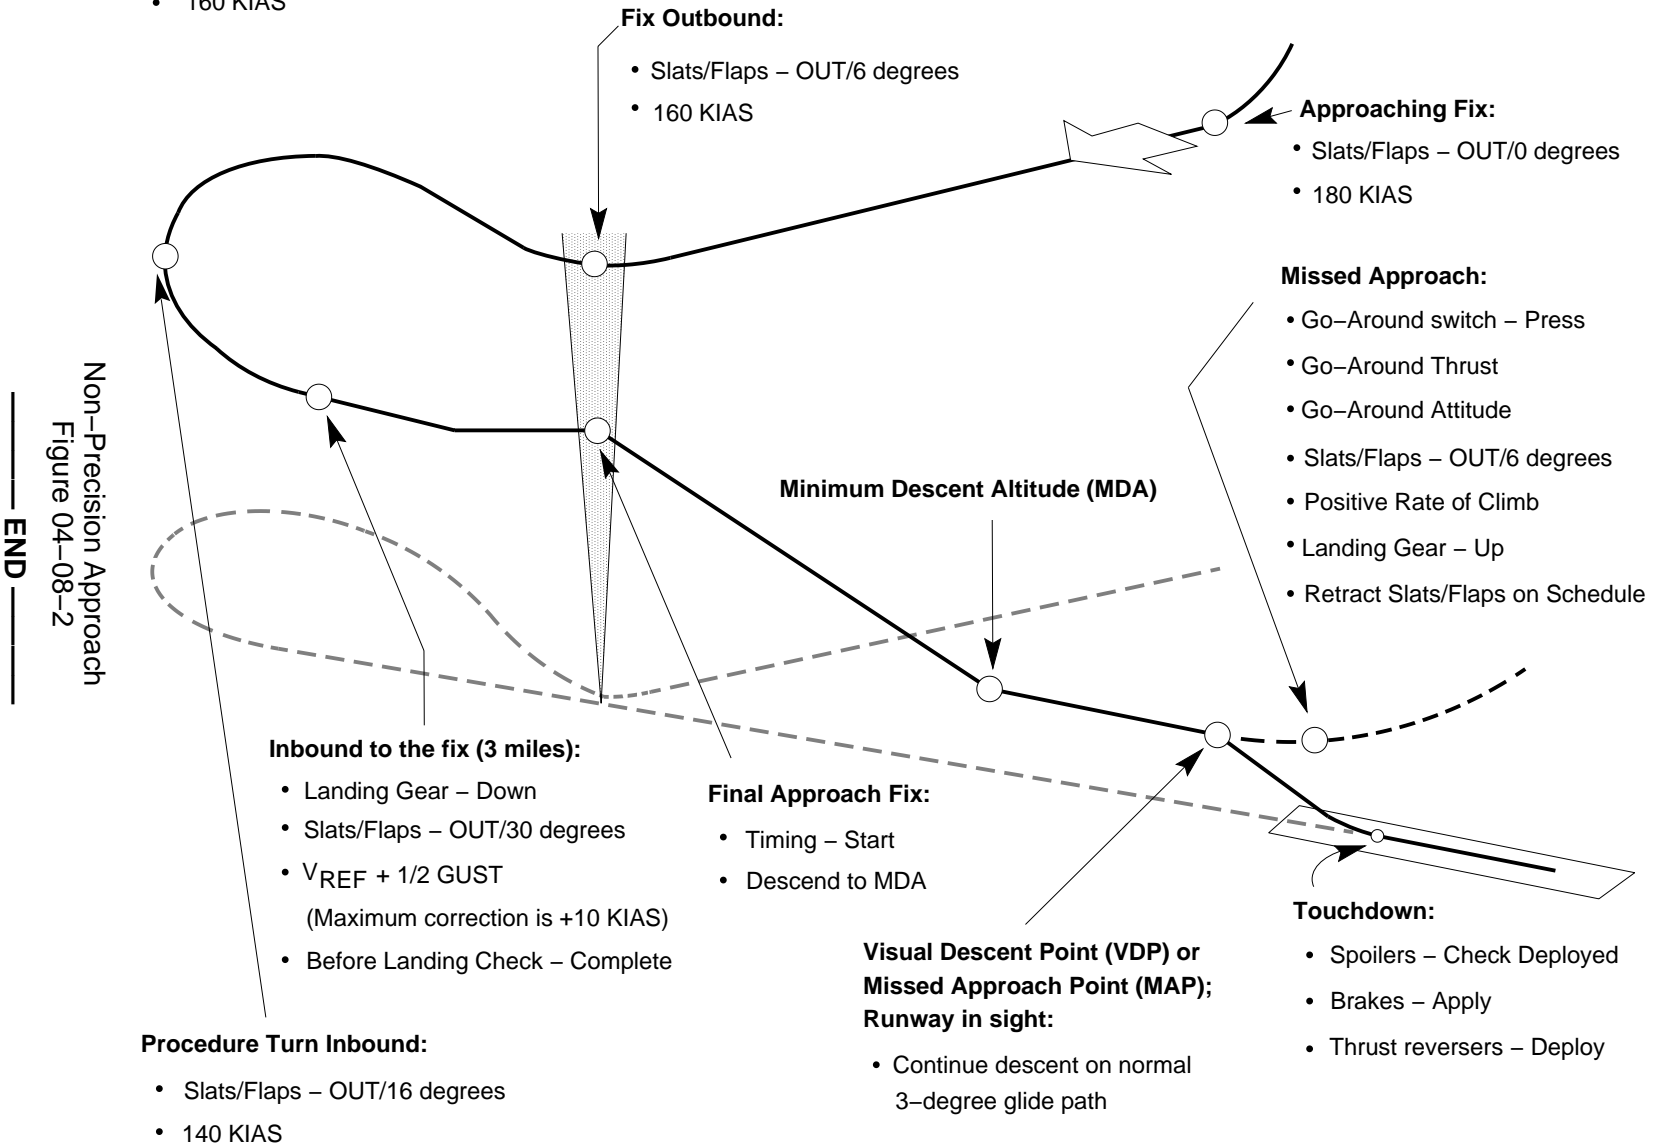 • 160 KIAS
Fix Outbound:
• Slats/Flaps – OUT/6 degrees
• 160 KIAS
Approaching Fix:
• Slats/Flaps – OUT/0 degrees
• 180 KIAS
Missed Approach:
• Go–Around switch – Press
• Go–Around Thrust
• Go–Around Attitude
• Slats/Flaps – OUT/6 degrees
• Positive Rate of Climb
• Landing Gear – Up
• Retract Slats/Flaps on Schedule
Minimum Descent Altitude (MDA)
Inbound to the fix (3 miles):
• Landing Gear – Down
• Slats/Flaps – OUT/30 degrees
• VREF + 1/2 GUST
(Maximum correction is +10 KIAS)
• Before Landing Check – Complete
Final Approach Fix:
• Timing – Start
• Descend to MDA
Visual Descent Point (VDP) or
Missed Approach Point (MAP);
Runway in sight:
• Continue descent on normal
3–degree glide path
Touchdown:
• Spoilers – Check Deployed
• Brakes – Apply
• Thrust reversers – Deploy
Procedure Turn Inbound:
• Slats/Flaps – OUT/16 degrees
• 140 KIAS
Non–Precision Approach
Figure 04–08–2
END